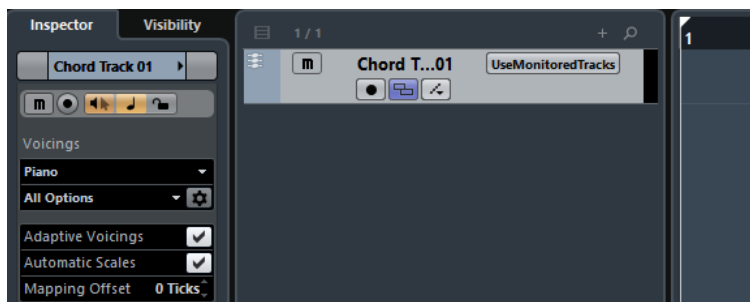 Inspector Visibility
1 / 1 +
1
Chord Track 01
m Chord T...01 UseMonitoredTracks
m
Voicings
Piano
All Options
Adaptive Voicings
Automatic Scales
Mapping Offset 0 Ticks